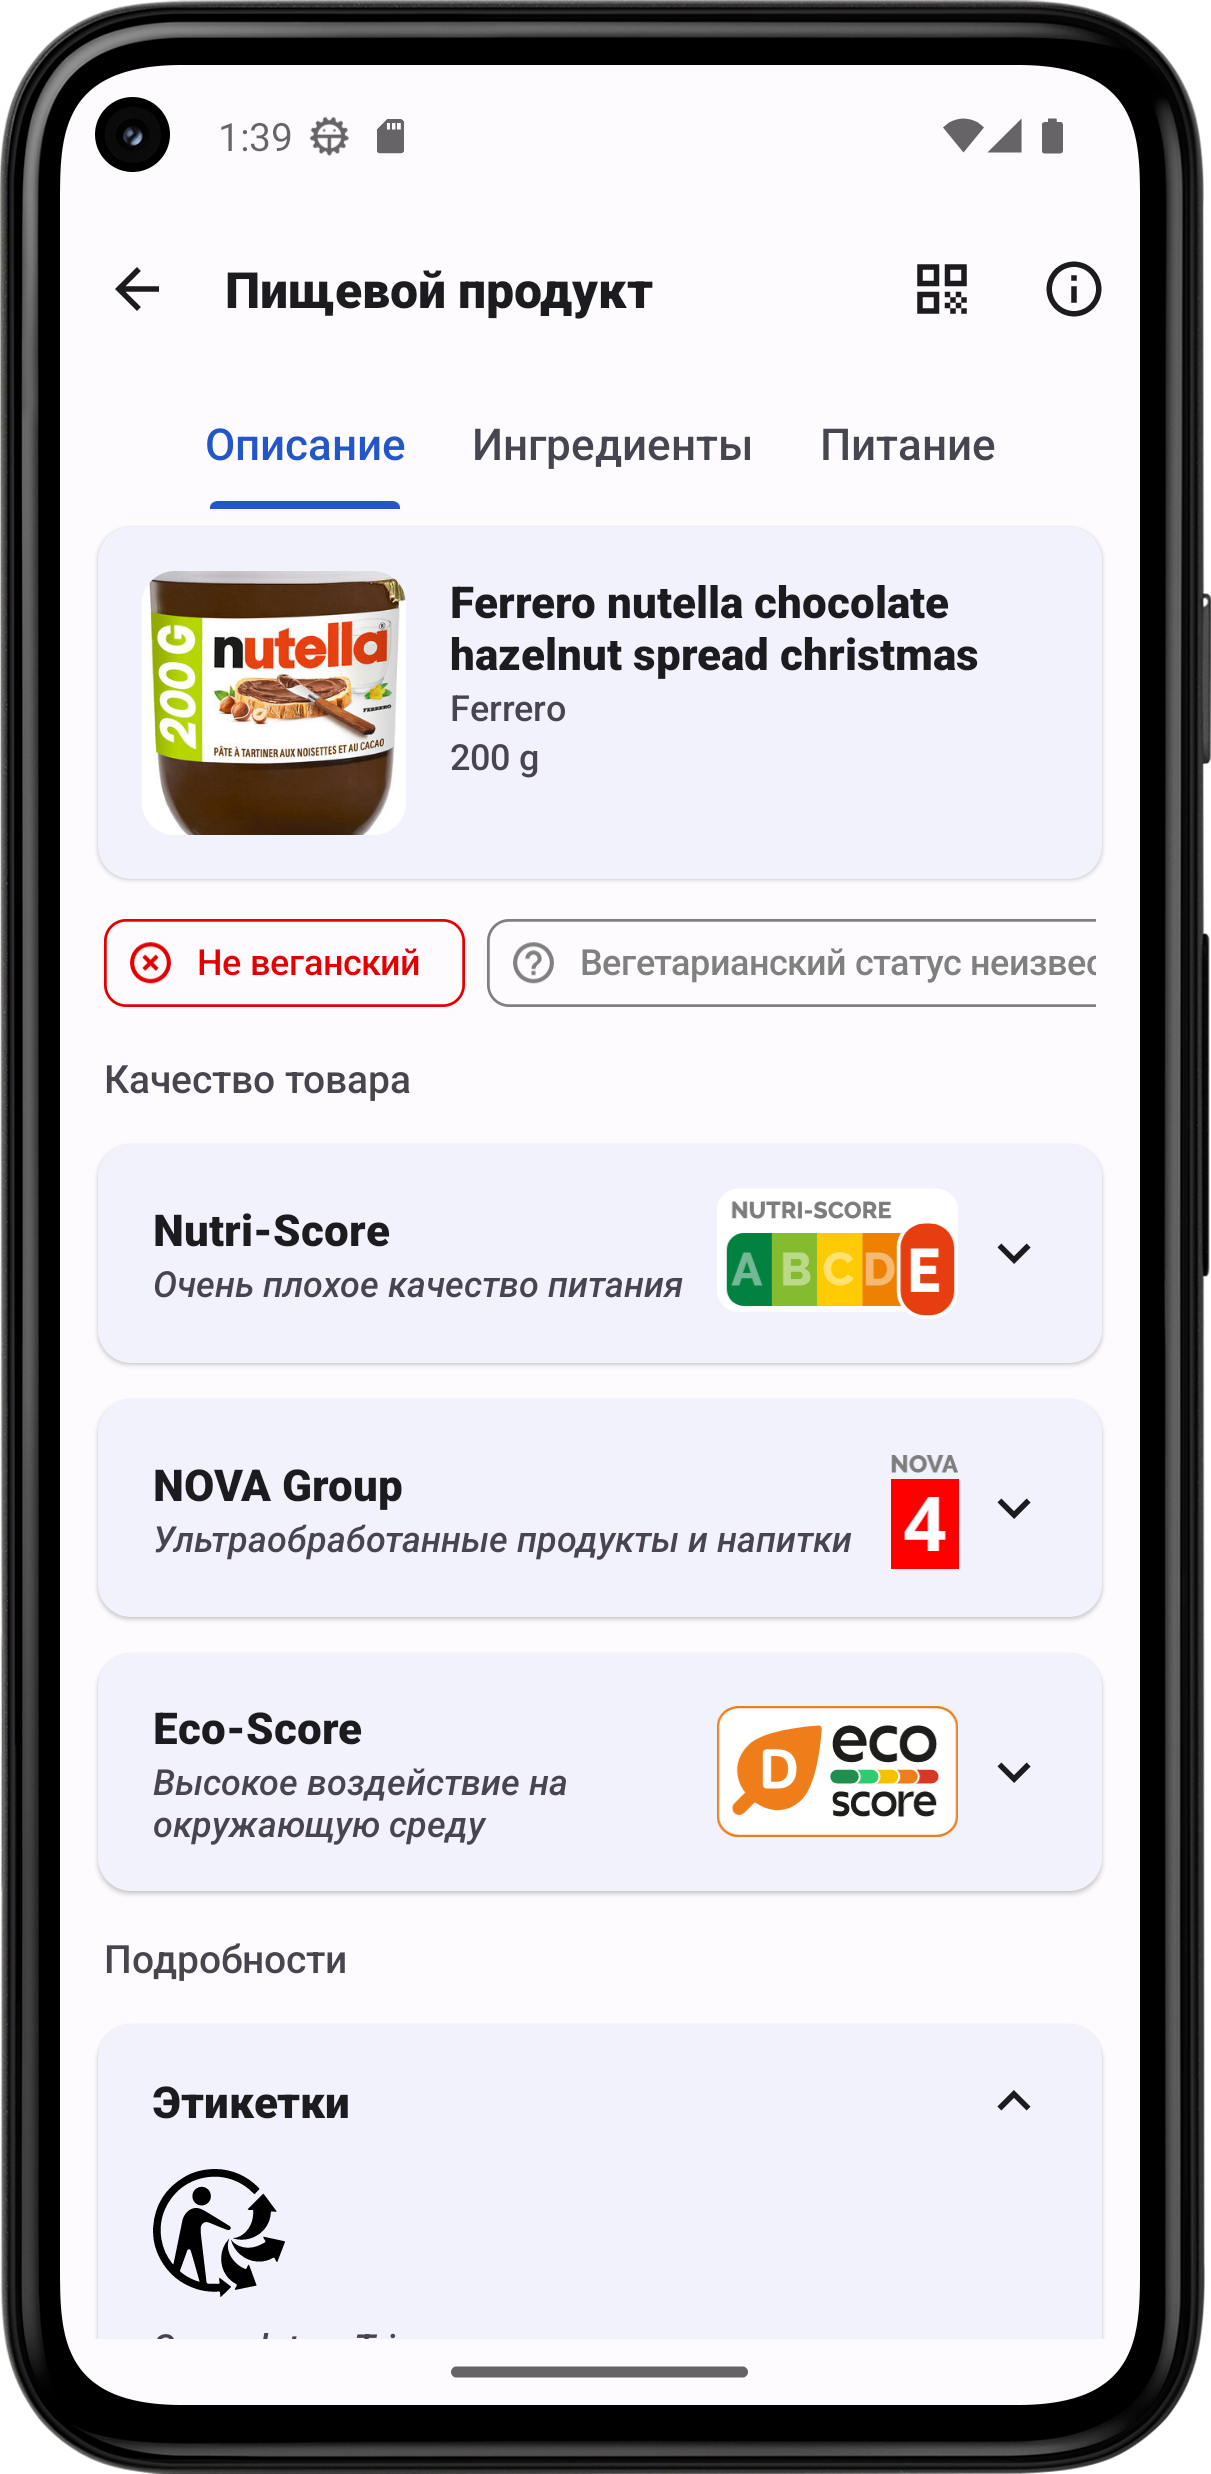 1:39
Пищевой продукт
Описание Ингредиенты Питание
200G
nutella
FERRERO
PÂTE À TARTINER AUX NOISETTES ET AU CACAO
Ferrero nutella chocolate
hazelnut spread christmas
Ferrero
200 g
Не веганский
Вегетарианский статус неизвес
Качество товара
Nutri-Score
Очень плохое качество питания
NUTRI-SCORE
A B C D E
NOVA Group
Ультраобработанные продукты и напитки
NOVA
4
Eco-Score
Высокое воздействие на
окружающую среду
D
eco
score
Подробности
Этикетки